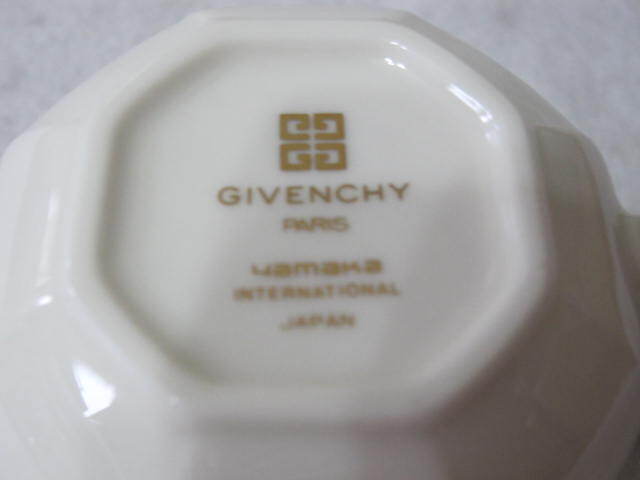 GIVENCHY
PARIS
yamaka
INTERNATIONAL
JAPAN